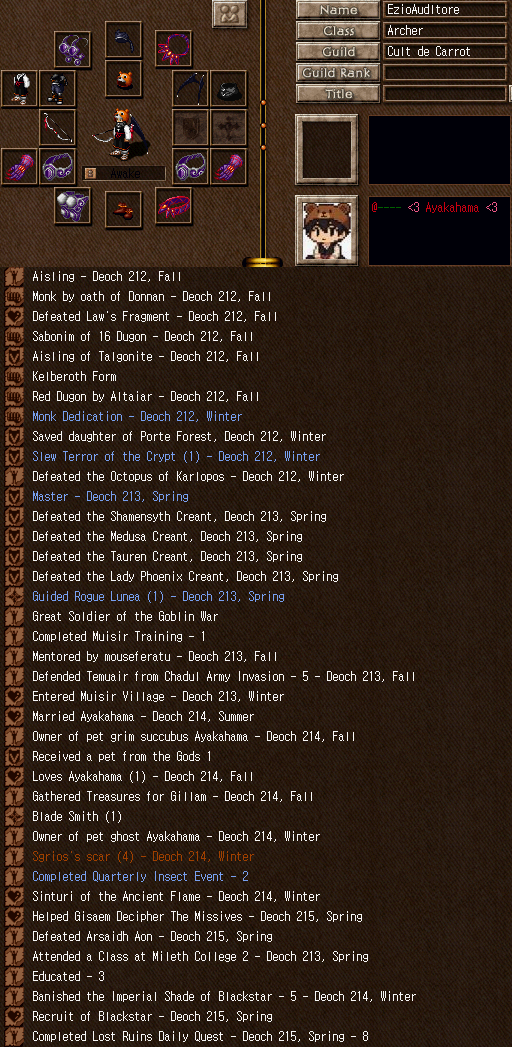 Name EzioAuditore
Class Archer
Guild Cult de Carrot
Guild Rank
Title
Awake
@---- <3 Ayakahama <3
Aisling - Deoch 212, Fall
Monk by oath of Donnan - Deoch 212, Fall
Defeated Law's Fragment - Deoch 212, Fall
Sabonim of 16 Dugon - Deoch 212, Fall
Aisling of Talgonite - Deoch 212, Fall
Kelberoth Form
Red Dugon by Altaiar - Deoch 212, Fall
Monk Dedication - Deoch 212, Winter
Saved daughter of Porte Forest, Deoch 212, Winter
Slew Terror of the Crypt (1) - Deoch 212, Winter
Defeated the Octopus of Karlopos - Deoch 212, Winter
Master - Deoch 213, Spring
Defeated the Shamensyth Creant, Deoch 213, Spring
Defeated the Medusa Creant, Deoch 213, Spring
Defeated the Tauren Creant, Deoch 213, Spring
Defeated the Lady Phoenix Creant, Deoch 213, Spring
Guided Rogue Lunea (1) - Deoch 213, Spring
Great Soldier of the Goblin War
Completed Muisir Training - 1
Mentored by mouseferatu - Deoch 213, Fall
Defended Temuair from Chadul Army Invasion - 5 - Deoch 213, Fall
Entered Muisir Village - Deoch 213, Winter
Married Ayakahama - Deoch 214, Summer
Owner of pet grim succubus Ayakahama - Deoch 214, Fall
Received a pet from the Gods 1
Loves Ayakahama (1) - Deoch 214, Fall
Gathered Treasures for Gillam - Deoch 214, Fall
Blade Smith (1)
Owner of pet ghost Ayakahama - Deoch 214, Winter
Sgrios's scar (4) - Deoch 214, Winter
Completed Quarterly Insect Event - 2
Sinturi of the Ancient Flame - Deoch 214, Winter
Helped Gisaem Decipher The Missives - Deoch 215, Spring
Defeated Arsaidh Aon - Deoch 215, Spring
Attended a Class at Mileth College 2 - Deoch 213, Spring
Educated - 3
Banished the Imperial Shade of Blackstar - 5 - Deoch 214, Winter
Recruit of Blackstar - Deoch 215, Spring
Completed Lost Ruins Daily Quest - Deoch 215, Spring - 8